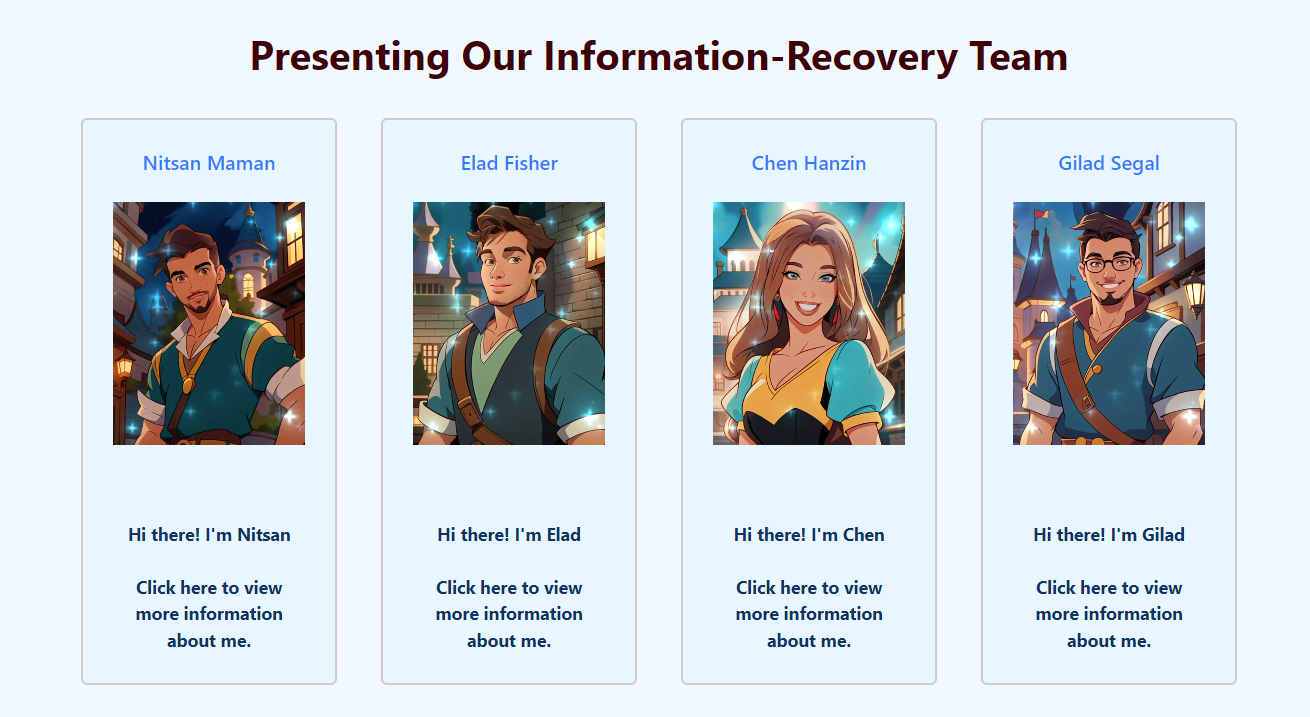 Presenting Our Information-Recovery Team
Nitsan Maman
Hi there! I'm Nitsan
Click here to view
more information
about me.
Elad Fisher
Hi there! I'm Elad
Click here to view
more information
about me.
Chen Hanzin
Hi there! I'm Chen
Click here to view
more information
about me.
Gilad Segal
Hi there! I'm Gilad
Click here to view
more information
about me.